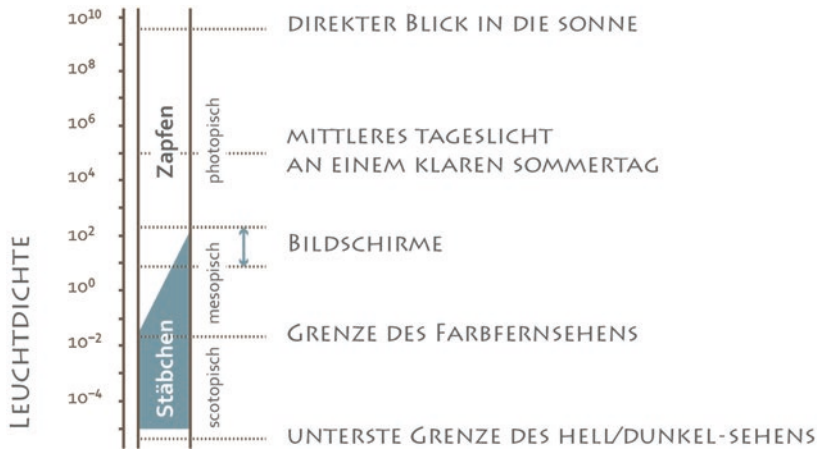 10¹⁰
DIREKTER BLICK IN DIE SONNE
10⁸
10⁶
Zapfen
photopisch
MITTLERES TAGESLICHT
AN EINEM KLAREN SOMMERTAG
10⁴
10²
BILDSCHIRME
10⁰
mesopisch
LEUCHTDICHTE
10⁻²
GRENZE DES FARBFERNSEHENS
Stäbchen
scotopisch
10⁻⁴
UNTERSTE GRENZE DES HELL/DUNKEL-SEHENS